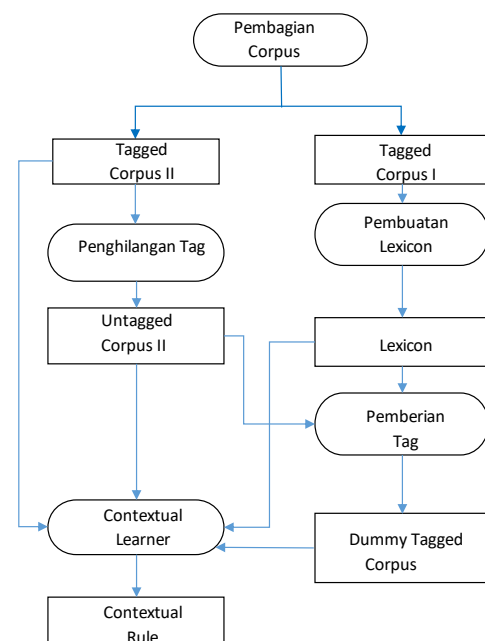 Pembagian
Corpus
Tagged
Corpus II
Tagged
Corpus I
Penghilangan Tag
Pembuatan
Lexicon
Untagged
Corpus II
Lexicon
Pemberian
Tag
Contextual
Learner
Dummy Tagged
Corpus
Contextual
Rule